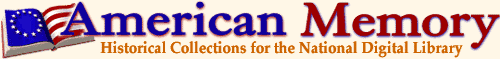 American Memory
Historical Collections for the National Digital Library